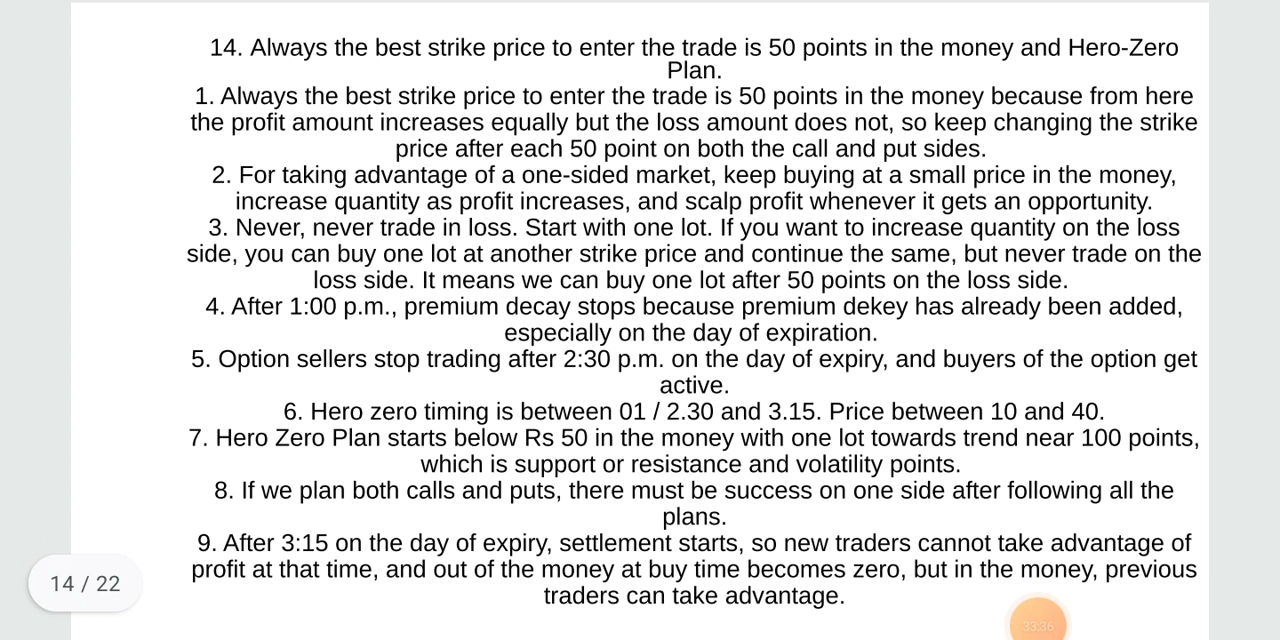 14. Always the best strike price to enter the trade is 50 points in the money and Hero-Zero
Plan.
1. Always the best strike price to enter the trade is 50 points in the money because from here
the profit amount increases equally but the loss amount does not, so keep changing the strike
price after each 50 point on both the call and put sides.
2. For taking advantage of a one-sided market, keep buying at a small price in the money,
increase quantity as profit increases, and scalp profit whenever it gets an opportunity.
3. Never, never trade in loss. Start with one lot. If you want to increase quantity on the loss
side, you can buy one lot at another strike price and continue the same, but never trade on the
loss side. It means we can buy one lot after 50 points on the loss side.
4. After 1:00 p.m., premium decay stops because premium dekey has already been added,
especially on the day of expiration.
5. Option sellers stop trading after 2:30 p.m. on the day of expiry, and buyers of the option get
active.
6. Hero zero timing is between 01 / 2.30 and 3.15. Price between 10 and 40.
7. Hero Zero Plan starts below Rs 50 in the money with one lot towards trend near 100 points,
which is support or resistance and volatility points.
8. If we plan both calls and puts, there must be success on one side after following all the
plans.
9. After 3:15 on the day of expiry, settlement starts, so new traders cannot take advantage of
profit at that time, and out of the money at buy time becomes zero, but in the money, previous
traders can take advantage.
14 / 22
33:36